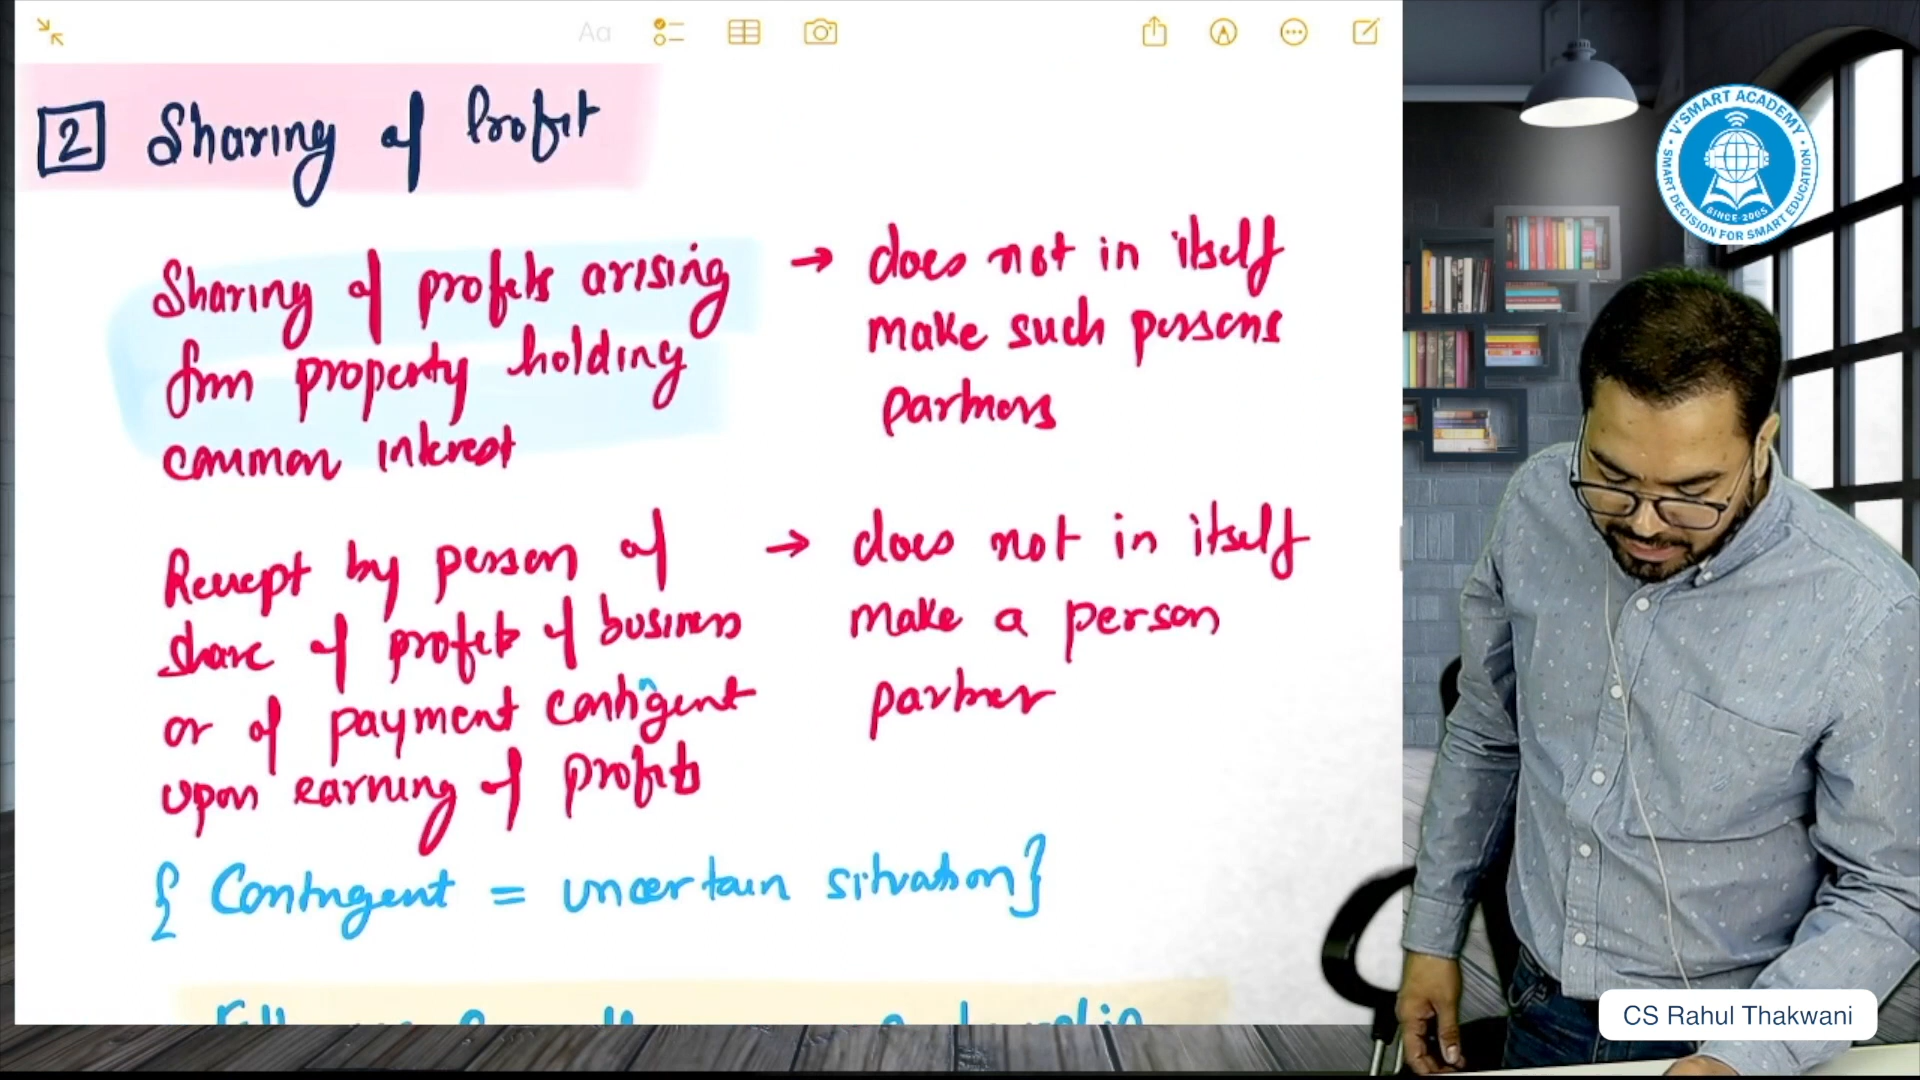 Aa
2 Sharing of Profit
Sharing of profits arising
from property holding
common interest
→ does not in itself
make such persons
partners
Receipt by person of
share of profits of business
or of payment contigent
upon earning of profits
→ does not in itself
make a person
partner
{ Contingent = uncertain situation }
V'SMART ACADEMY
SMART DECISION FOR SMART EDUCATION
SINCE-2005
CS Rahul Thakwani